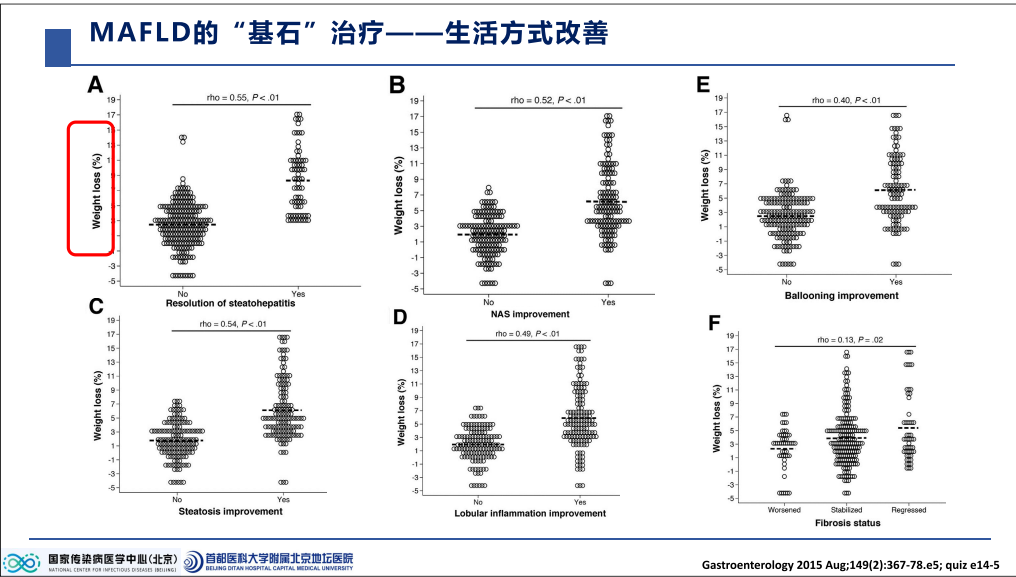 MAFLD的“基石”治疗——生活方式改善
A
rho = 0.55, P < .01
Weight loss (%)
19
17
-3
-5
No
Yes
Resolution of steatohepatitis
B
rho = 0.52, P < .01
Weight loss (%)
19
17
15
13
11
9
7
5
3
1
-1
-3
-5
No
Yes
NAS improvement
E
rho = 0.40, P < .01
Weight loss (%)
19
17
15
13
11
9
7
5
3
1
-1
-3
-5
No
Yes
Ballooning improvement
C
rho = 0.54, P < .01
Weight loss (%)
19
17
15
13
11
9
7
5
3
1
-1
-3
-5
No
Yes
Steatosis improvement
D
rho = 0.49, P < .01
Weight loss (%)
19
17
15
13
11
9
7
5
3
1
-1
-3
-5
No
Yes
Lobular inflammation improvement
F
rho = 0.13, P = .02
Weight loss (%)
19
17
15
13
11
9
7
5
3
1
-1
-3
-5
Worsened
Stabilized
Regressed
Fibrosis status
国家传染病医学中心(北京)
NATIONAL CENTER FOR INFECTIOUS DISEASES (BEIJING)
首都医科大学附属北京地坛医院
BEIJING DITAN HOSPITAL CAPITAL MEDICAL UNIVERSITY
Gastroenterology 2015 Aug;149(2):367-78.e5; quiz e14-5